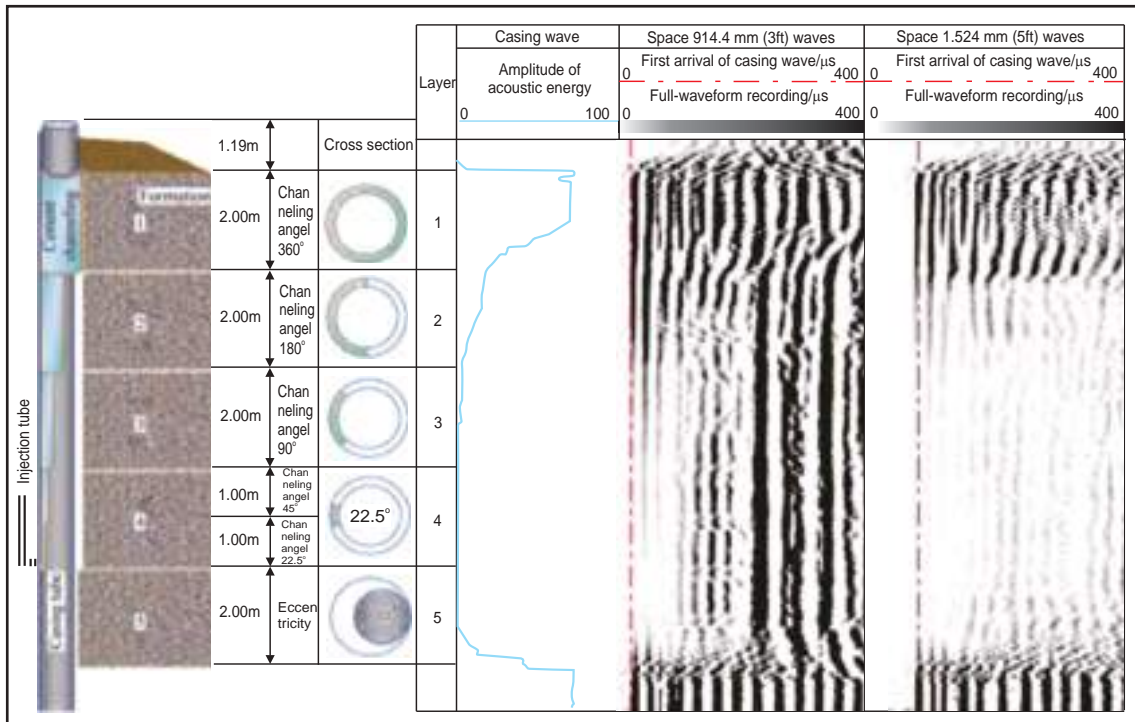 Layer
Casing wave
Amplitude of
acoustic energy
0 100
Space 914.4 mm (3ft) waves
First arrival of casing wave/μs
0 400
Full-waveform recording/μs
0 400
Space 1.524 mm (5ft) waves
First arrival of casing wave/μs
0 400
Full-waveform recording/μs
0 400
1.19m
Cross section
Formation
1
2.00m
Chan
neling
angel
360°
1
2
2.00m
Chan
neling
angel
180°
2
3
2.00m
Chan
neling
angel
90°
3
Injection tube
4
1.00m
Chan
neling
angel
45°
22.5°
4
1.00m
Chan
neling
angel
22.5°
5
2.00m
Eccen
tricity
5